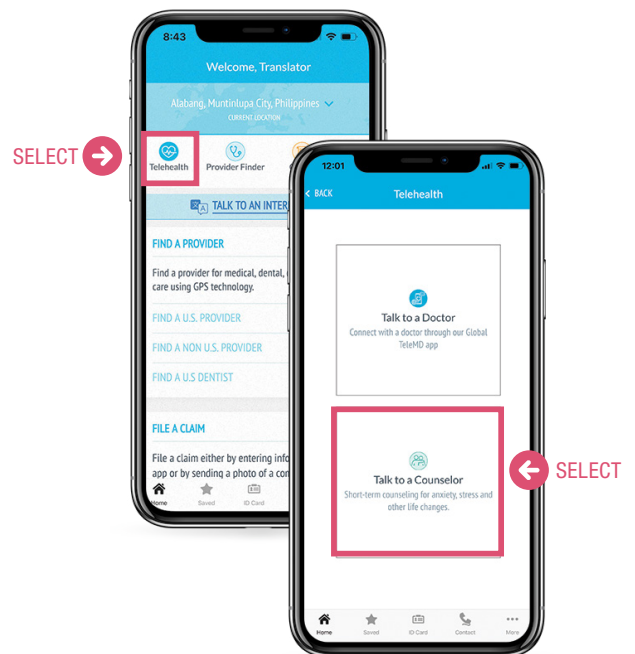 8:43
Welcome, Translator
Alabang, Muntinlupa City, Philippines
CURRENT LOCATION
SELECT
Telehealth
Provider Finder
TALK TO AN INTER
FIND A PROVIDER
Find a provider for medical, dental,
care using GPS technology.
FIND A U.S. PROVIDER
FIND A NON U.S. PROVIDER
FIND A U.S DENTIST
FILE A CLAIM
File a claim either by entering info
app or by sending a photo of a con
Home
Saved
ID Card
12:01
BACK
Telehealth
Talk to a Doctor
Connect with a doctor through our Global
TeleMD app
Talk to a Counselor
Short-term counseling for anxiety, stress and
other life changes.
SELECT
Home
Saved
ID Card
Contact
More